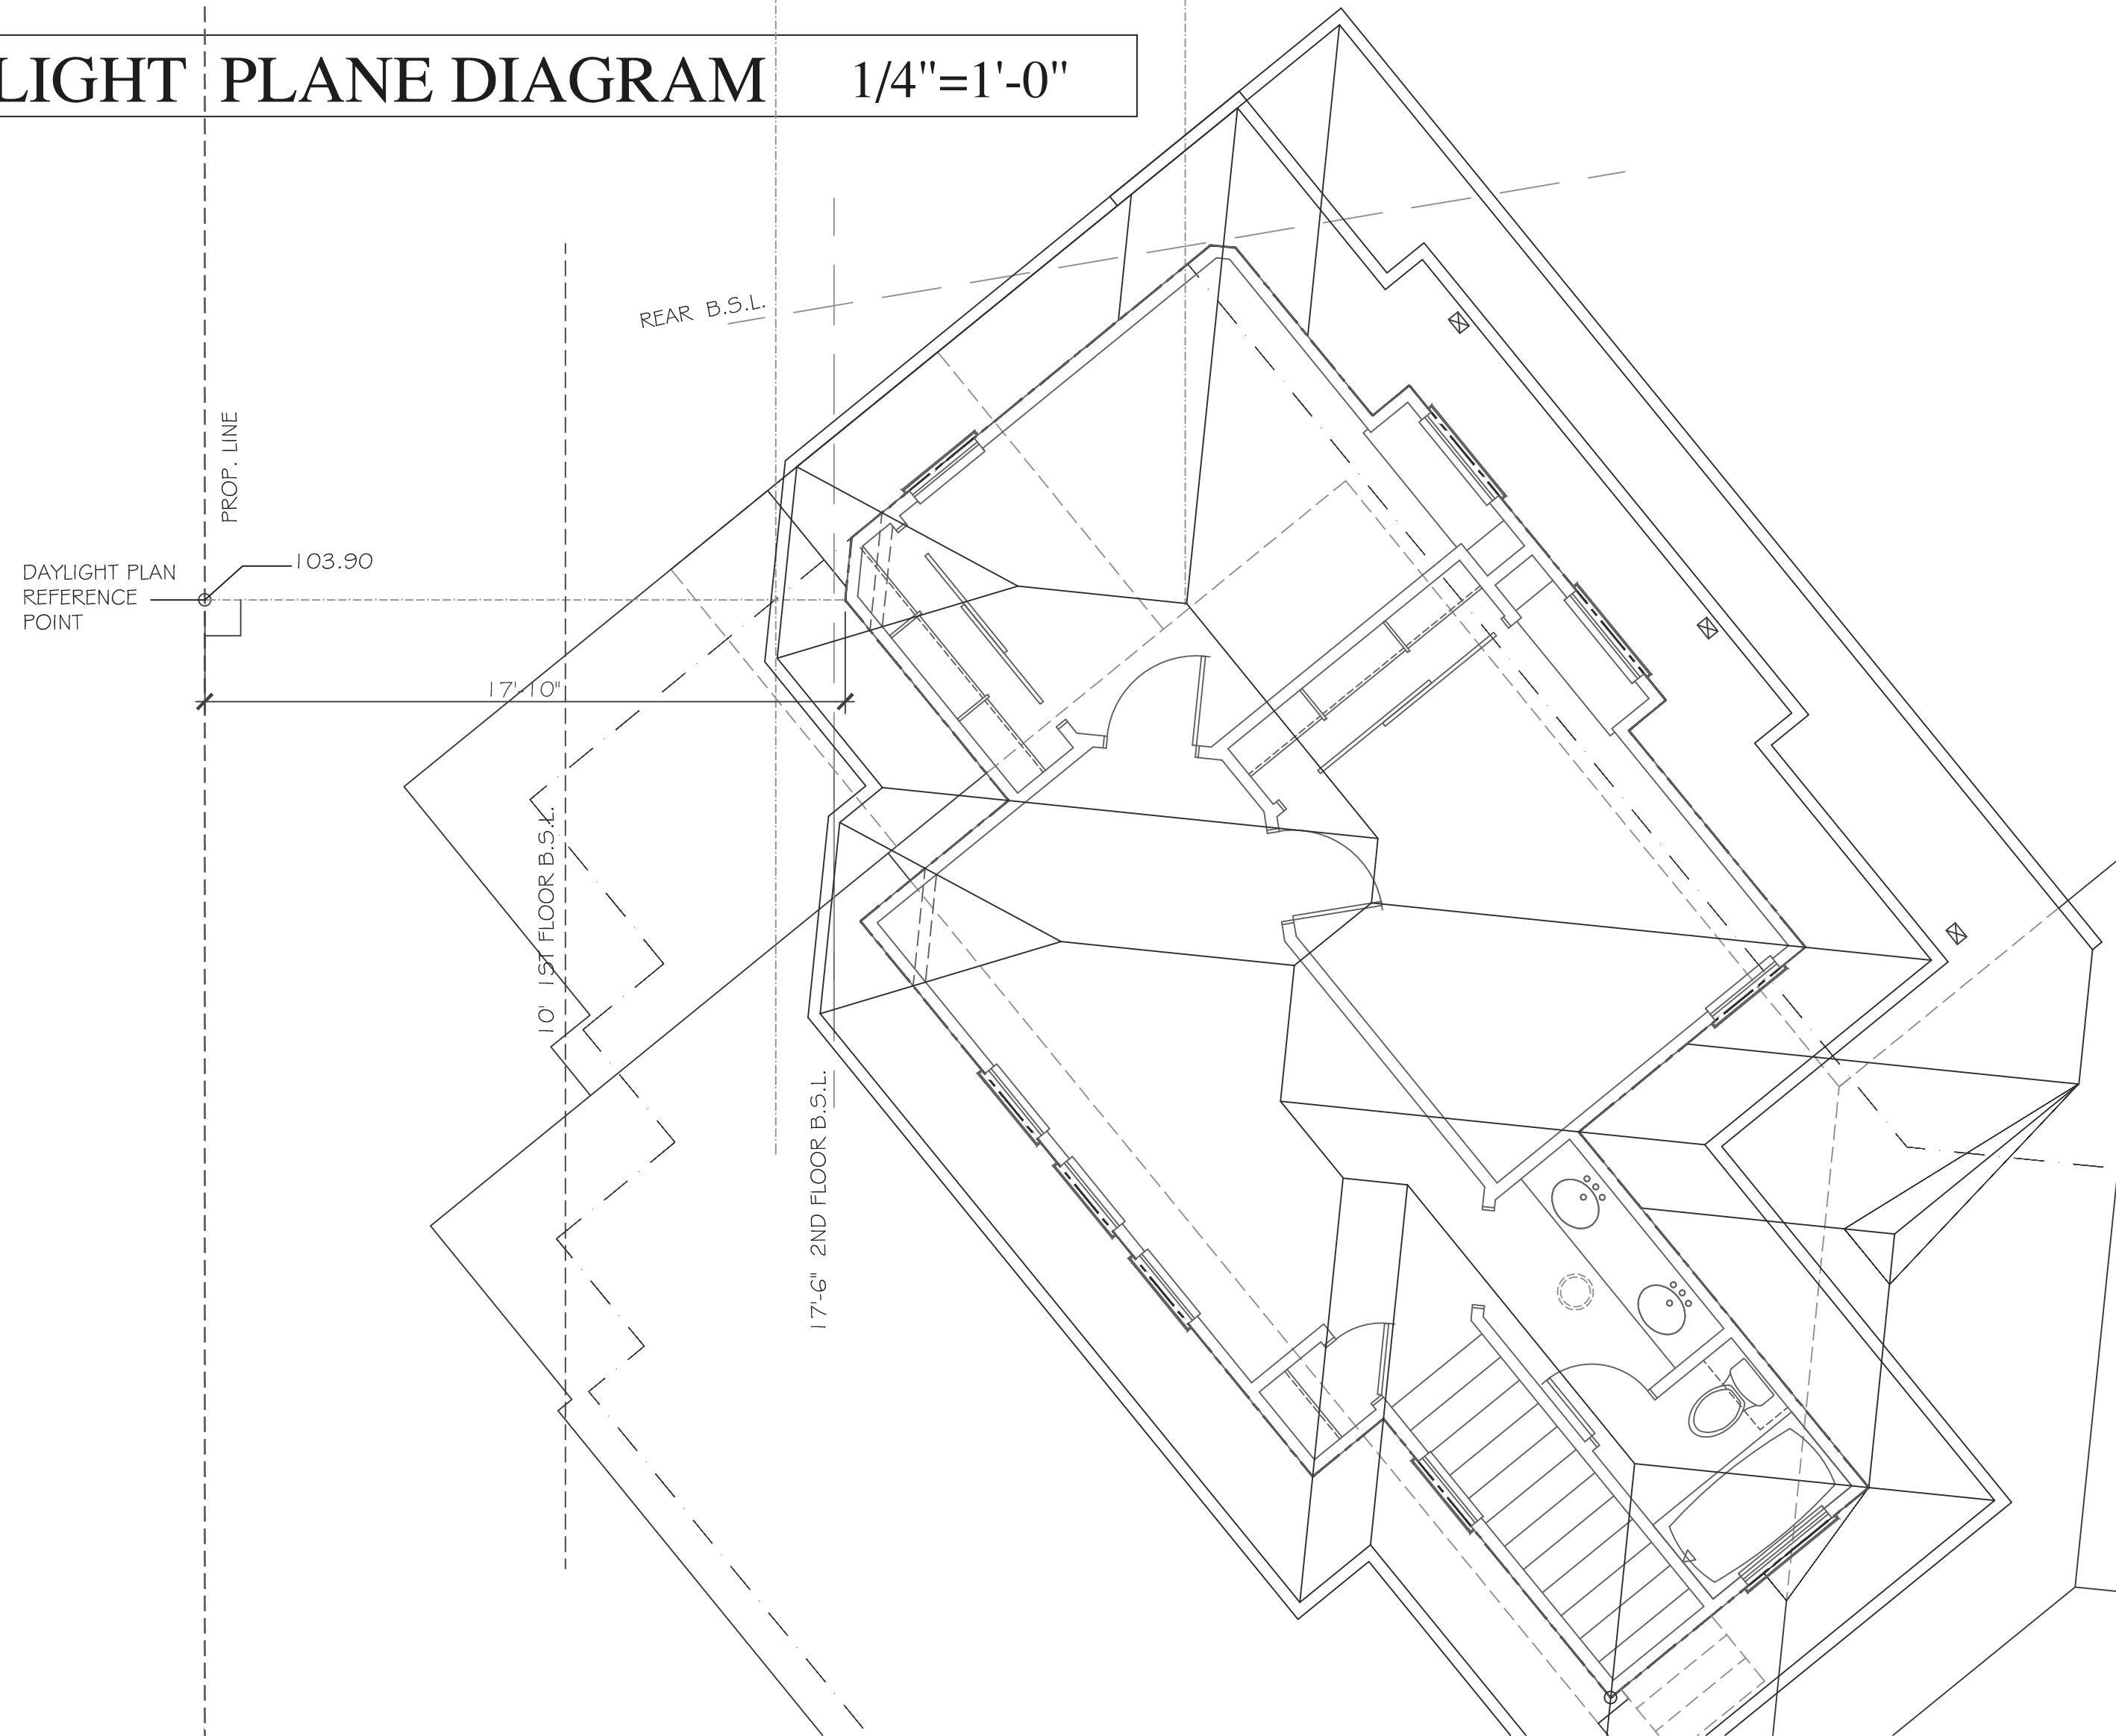 LIGHT PLANE DIAGRAM 1/4"=1'-0"
REAR B.S.L.
PROP. LINE
103.90
DAYLIGHT PLAN
REFERENCE
POINT
17'-10"
10' 1ST FLOOR B.S.L.
17'-6" 2ND FLOOR B.S.L.